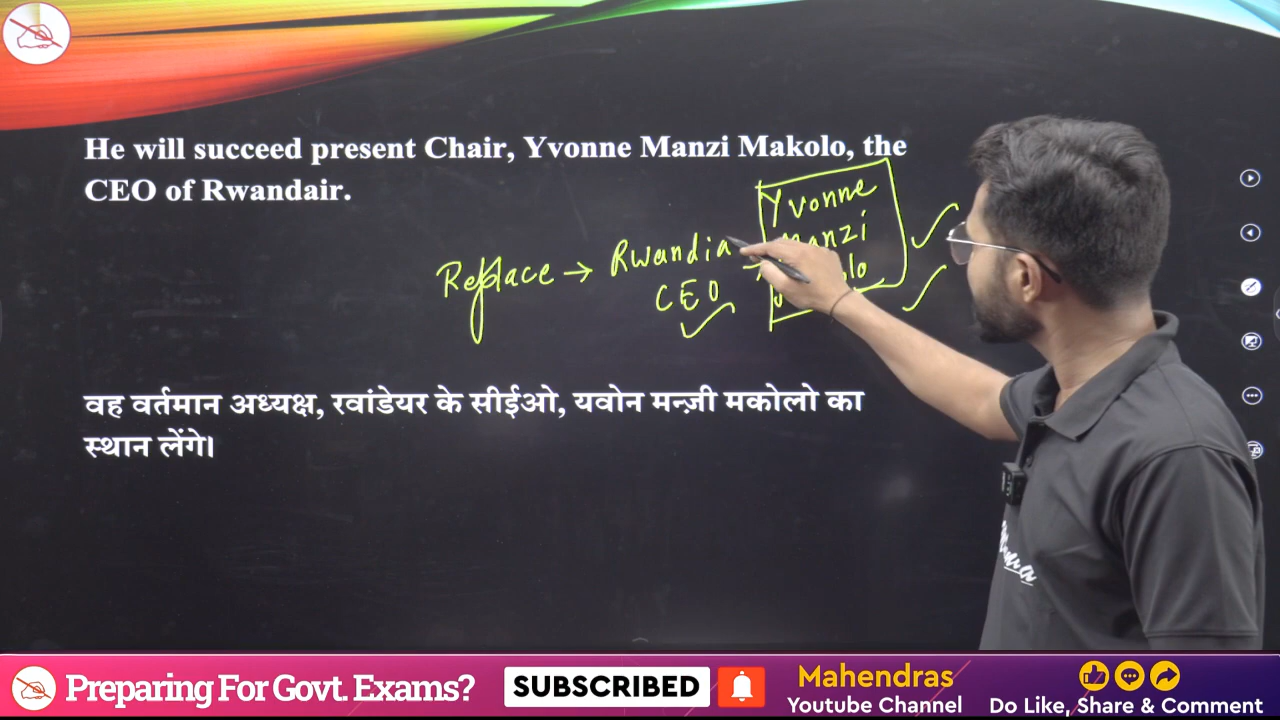 He will succeed present Chair, Yvonne Manzi Makolo, the
CEO of Rwandair.
Yvonne
Manzi
Replace → Rwandia
CEO
वह वर्तमान अध्यक्ष, रवांडेयर के सीईओ, यवोन मन्ज़ी मकोलो का
स्थान लेंगे।
Preparing For Govt. Exams?
SUBSCRIBED
Mahendras
Youtube Channel
Do Like, Share & Comment